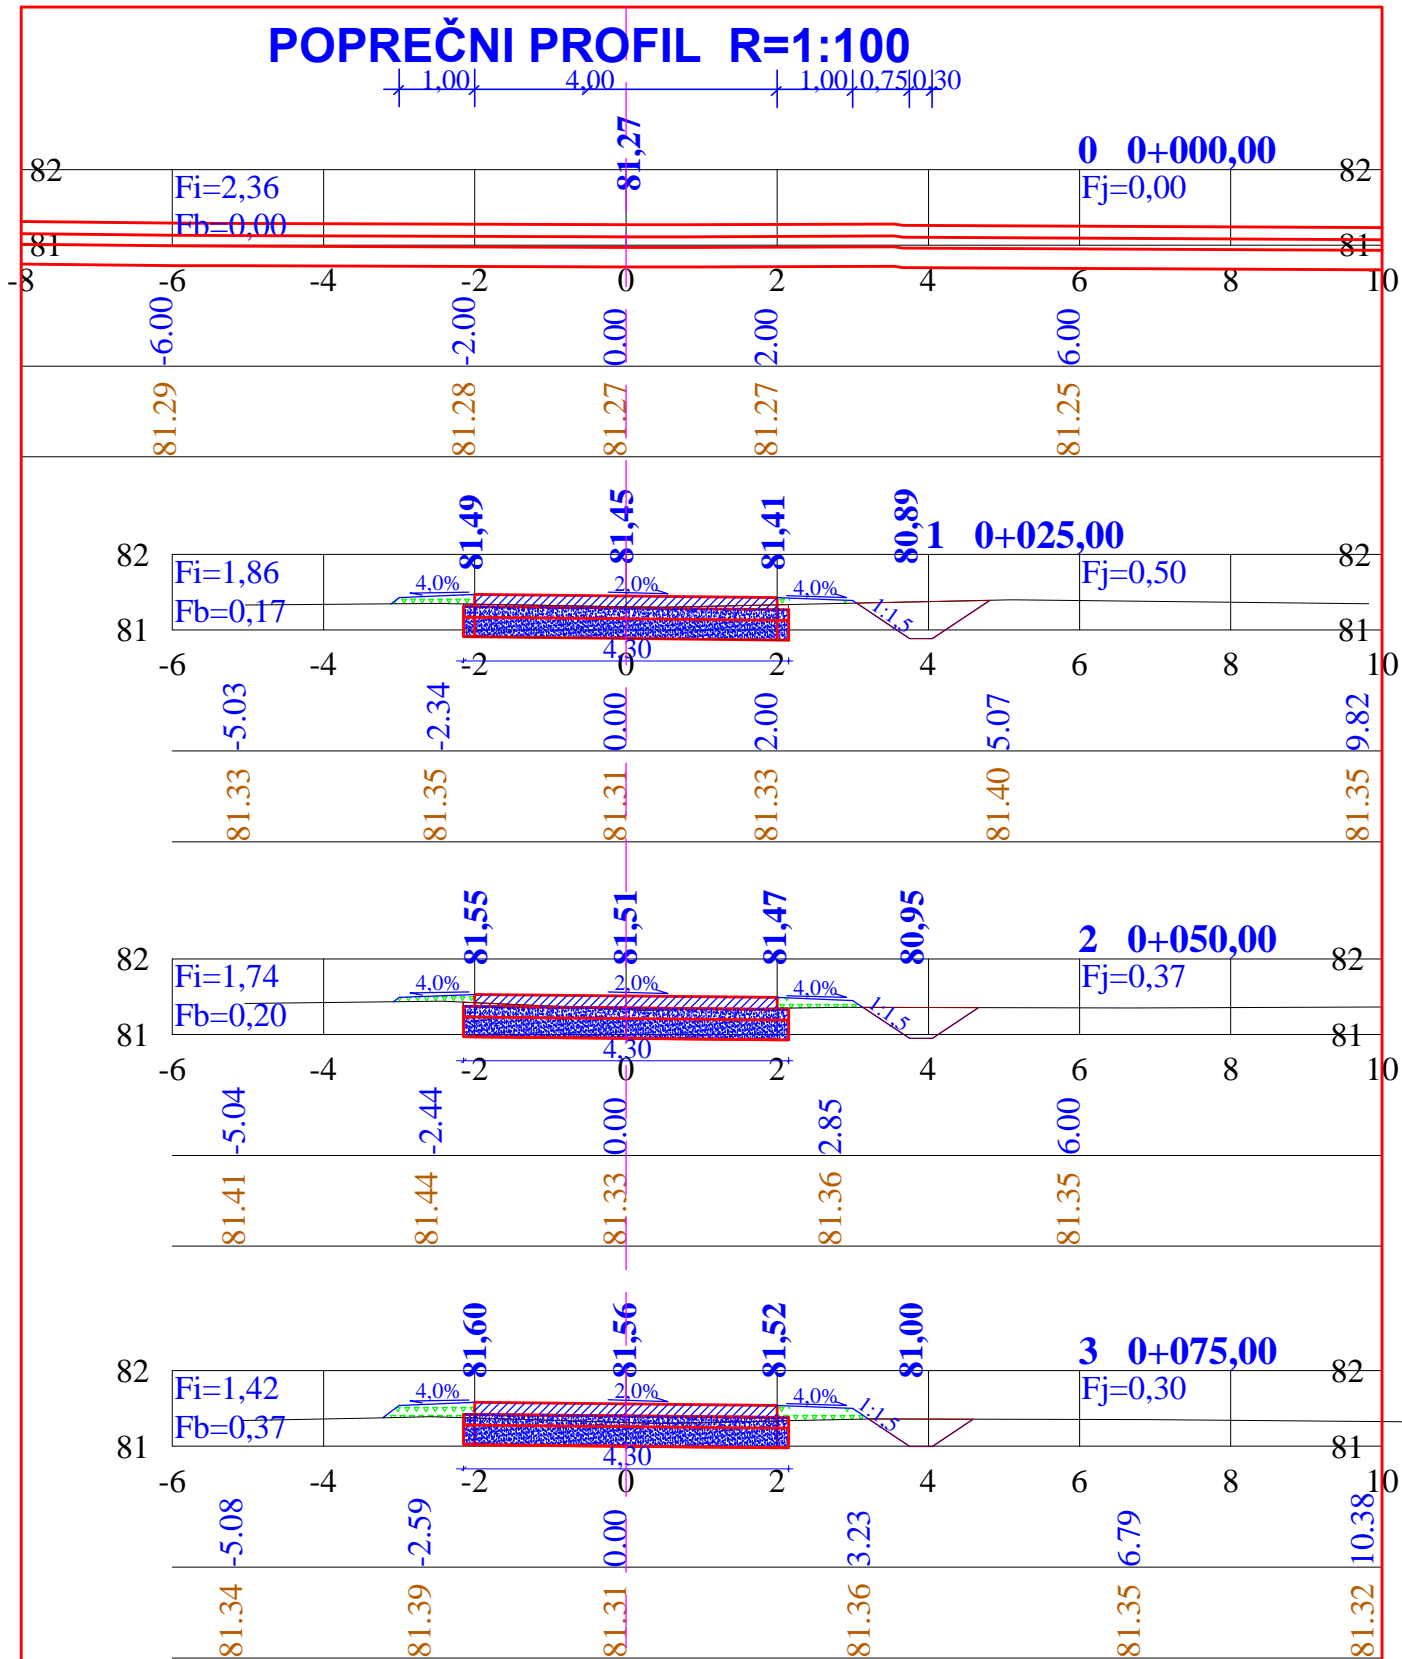 POPREČNI PROFIL R=1:100
1,00 4,00 1,00 0,75 0,30
81,27
0 0+000,00
82 82
Fi=2,36 Fj=0,00
Fb=0,00
81 81
-8 -6 -4 -2 0 2 4 6 8 10
-6.00 -2.00 0.00 2.00 6.00
81.29 81.28 81.27 81.27 81.25
81,49 81,45 81,41 80,89
1 0+025,00
82 82
Fi=1,86 4,0% 2,0% 4,0% Fj=0,50
Fb=0,17 1:1,5
81 81
4,30
-6 -4 -2 0 2 4 6 8 10
-5.03 -2.34 0.00 2.00 5.07 9.82
81.33 81.35 81.31 81.33 81.40 81.35
81,55 81,51 81,47 80,95
2 0+050,00
82 82
Fi=1,74 4,0% 2,0% 4,0% Fj=0,37
Fb=0,20 1:1,5
81 81
4,30
-6 -4 -2 0 2 4 6 8 10
-5.04 -2.44 0.00 2.85 6.00
81.41 81.44 81.33 81.36 81.35
81,60 81,56 81,52 81,00
3 0+075,00
82 82
Fi=1,42 4,0% 2,0% 4,0% Fj=0,30
Fb=0,37 1:1,5
81 81
4,30
-6 -4 -2 0 2 4 6 8 10
-5.08 -2.59 0.00 3.23 6.79 10.38
81.34 81.39 81.31 81.36 81.35 81.32